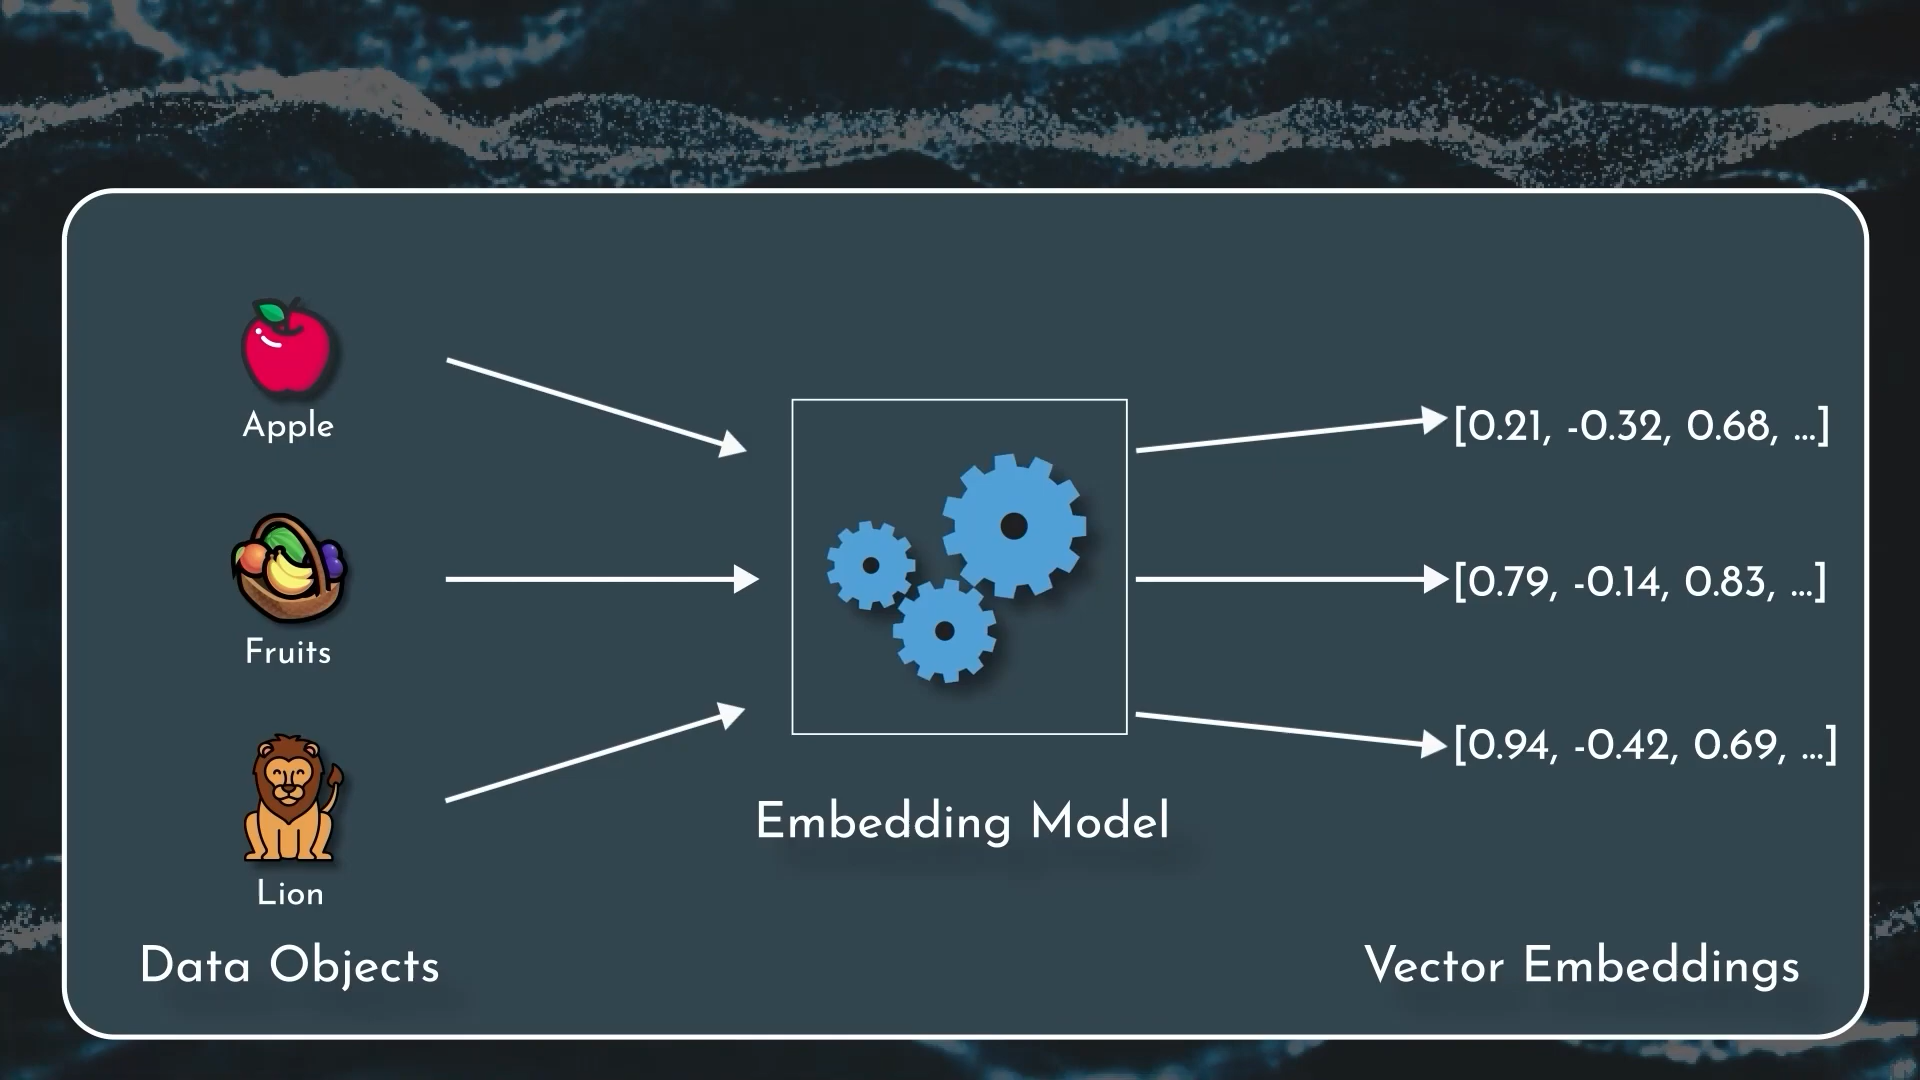 Apple
Fruits
Lion
Data Objects
Embedding Model
[0.21, -0.32, 0.68, ...]
[0.79, -0.14, 0.83, ...]
[0.94, -0.42, 0.69, ...]
Vector Embeddings